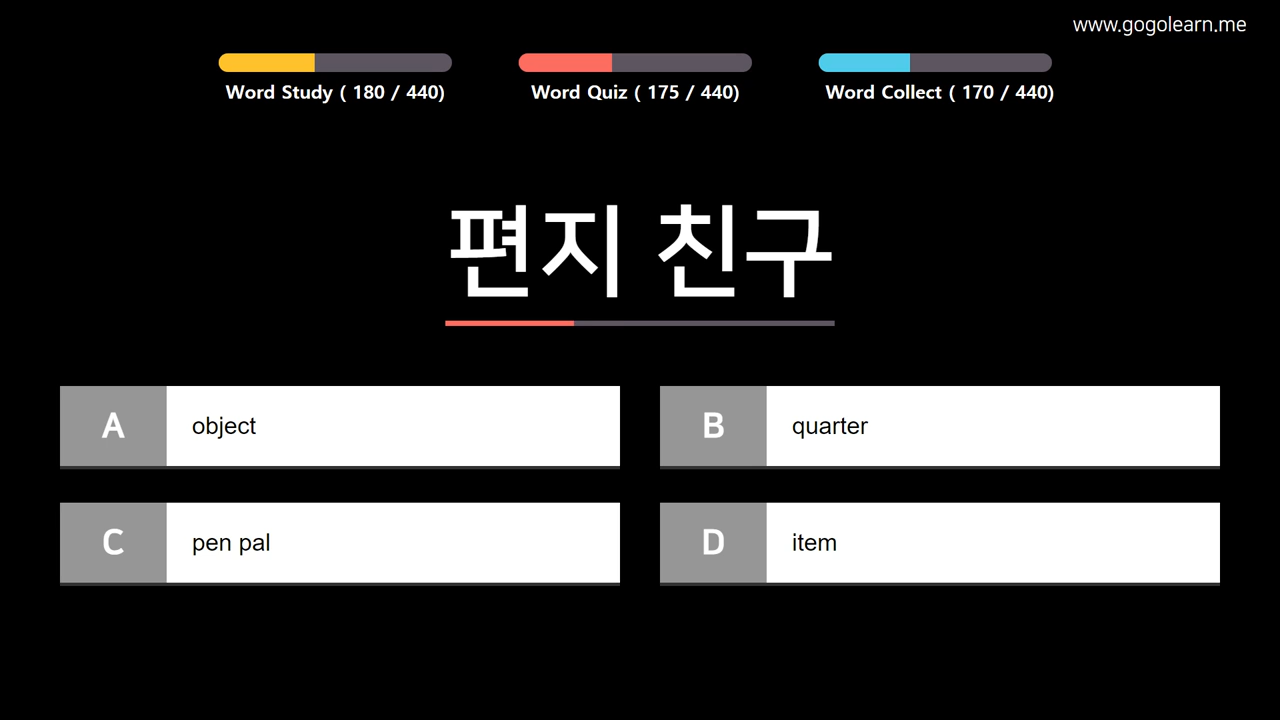 www.gogolearn.me
Word Study ( 180 / 440)
Word Quiz ( 175 / 440)
Word Collect ( 170 / 440)
편지 친구
A object
B quarter
C pen pal
D item